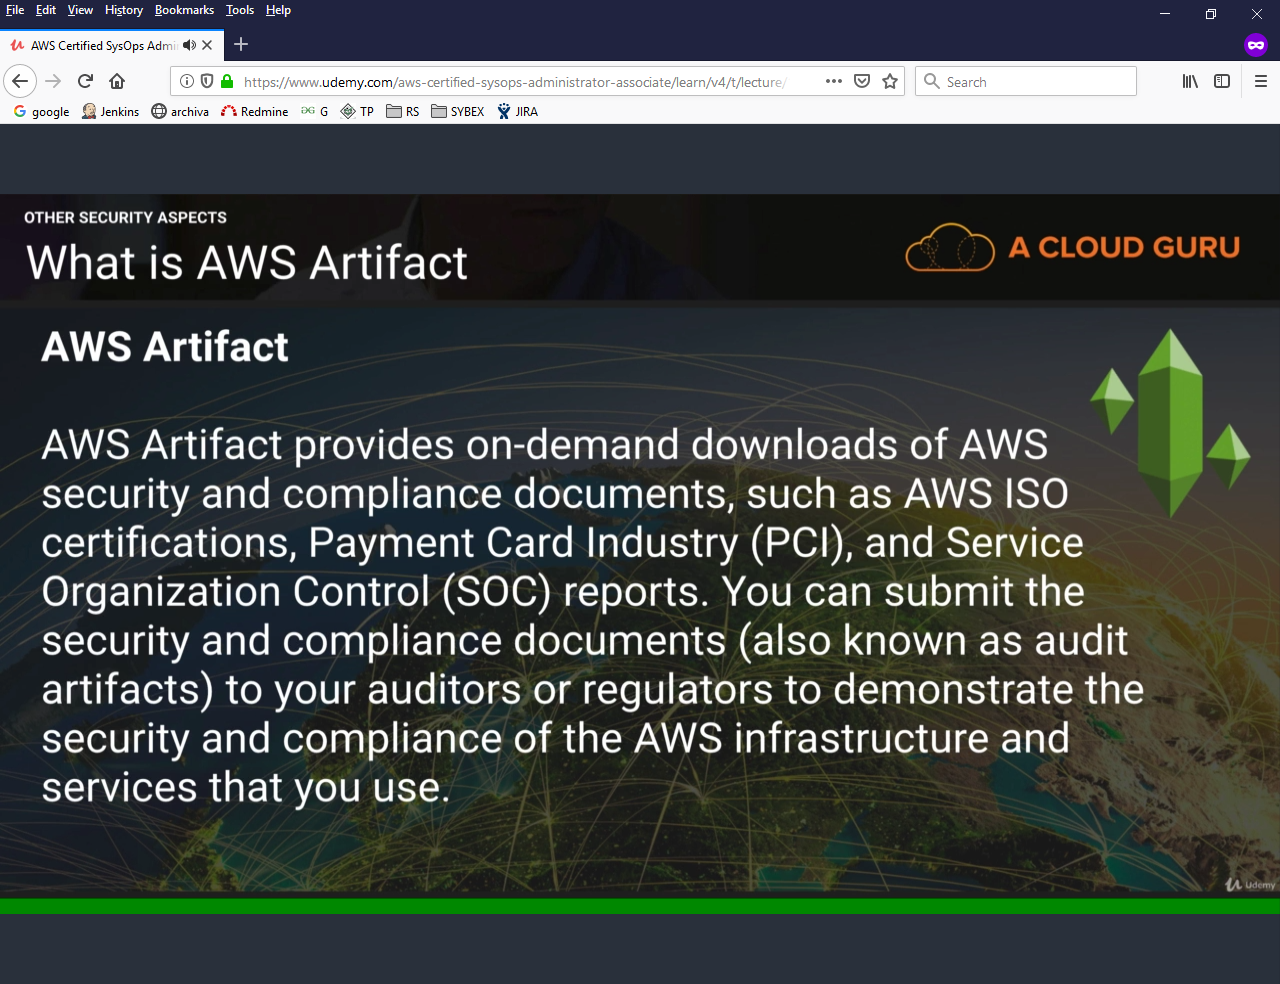 File Edit View History Bookmarks Tools Help
AWS Certified SysOps Admi
https://www.udemy.com/aws-certified-sysops-administrator-associate/learn/v4/t/lecture/
Search
google Jenkins archiva Redmine G TP RS SYBEX JIRA
OTHER SECURITY ASPECTS
What is AWS Artifact
A CLOUD GURU
AWS Artifact
AWS Artifact provides on-demand downloads of AWS
security and compliance documents, such as AWS ISO
certifications, Payment Card Industry (PCI), and Service
Organization Control (SOC) reports. You can submit the
security and compliance documents (also known as audit
artifacts) to your auditors or regulators to demonstrate the
security and compliance of the AWS infrastructure and
services that you use.
Udemy